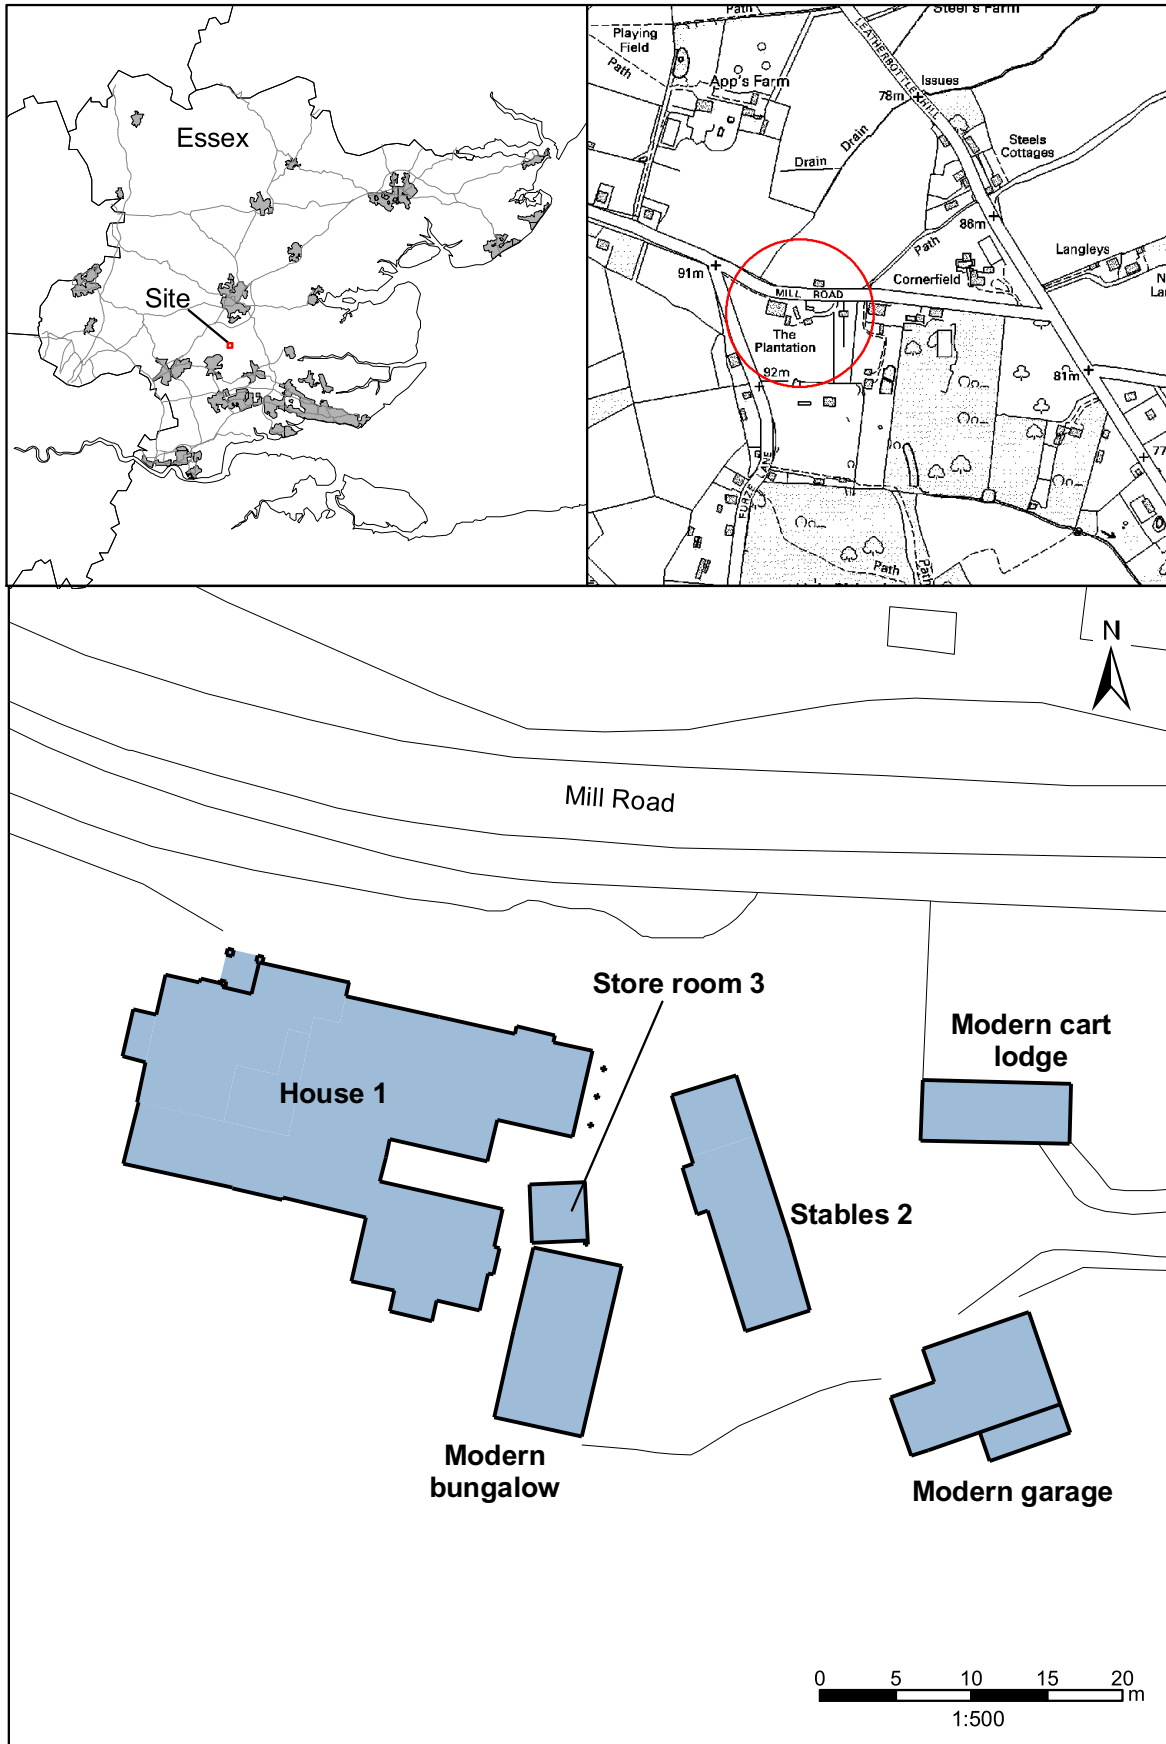 Essex
Site
Path
Steel's Farm
Playing
Field
Path
App's Farm
LEATHERBOTTLE HILL
Issues
78m
Drain
Drain
Steels
Cottages
86m
Path
Langleys
Cornerfield
91m
MILL ROAD
The
Plantation
92m
81m
77
FURZE LANE
Path
Path
N
Mill Road
Store room 3
Modern cart
lodge
House 1
Stables 2
Modern
bungalow
Modern garage
0 5 10 15 20
m
1:500